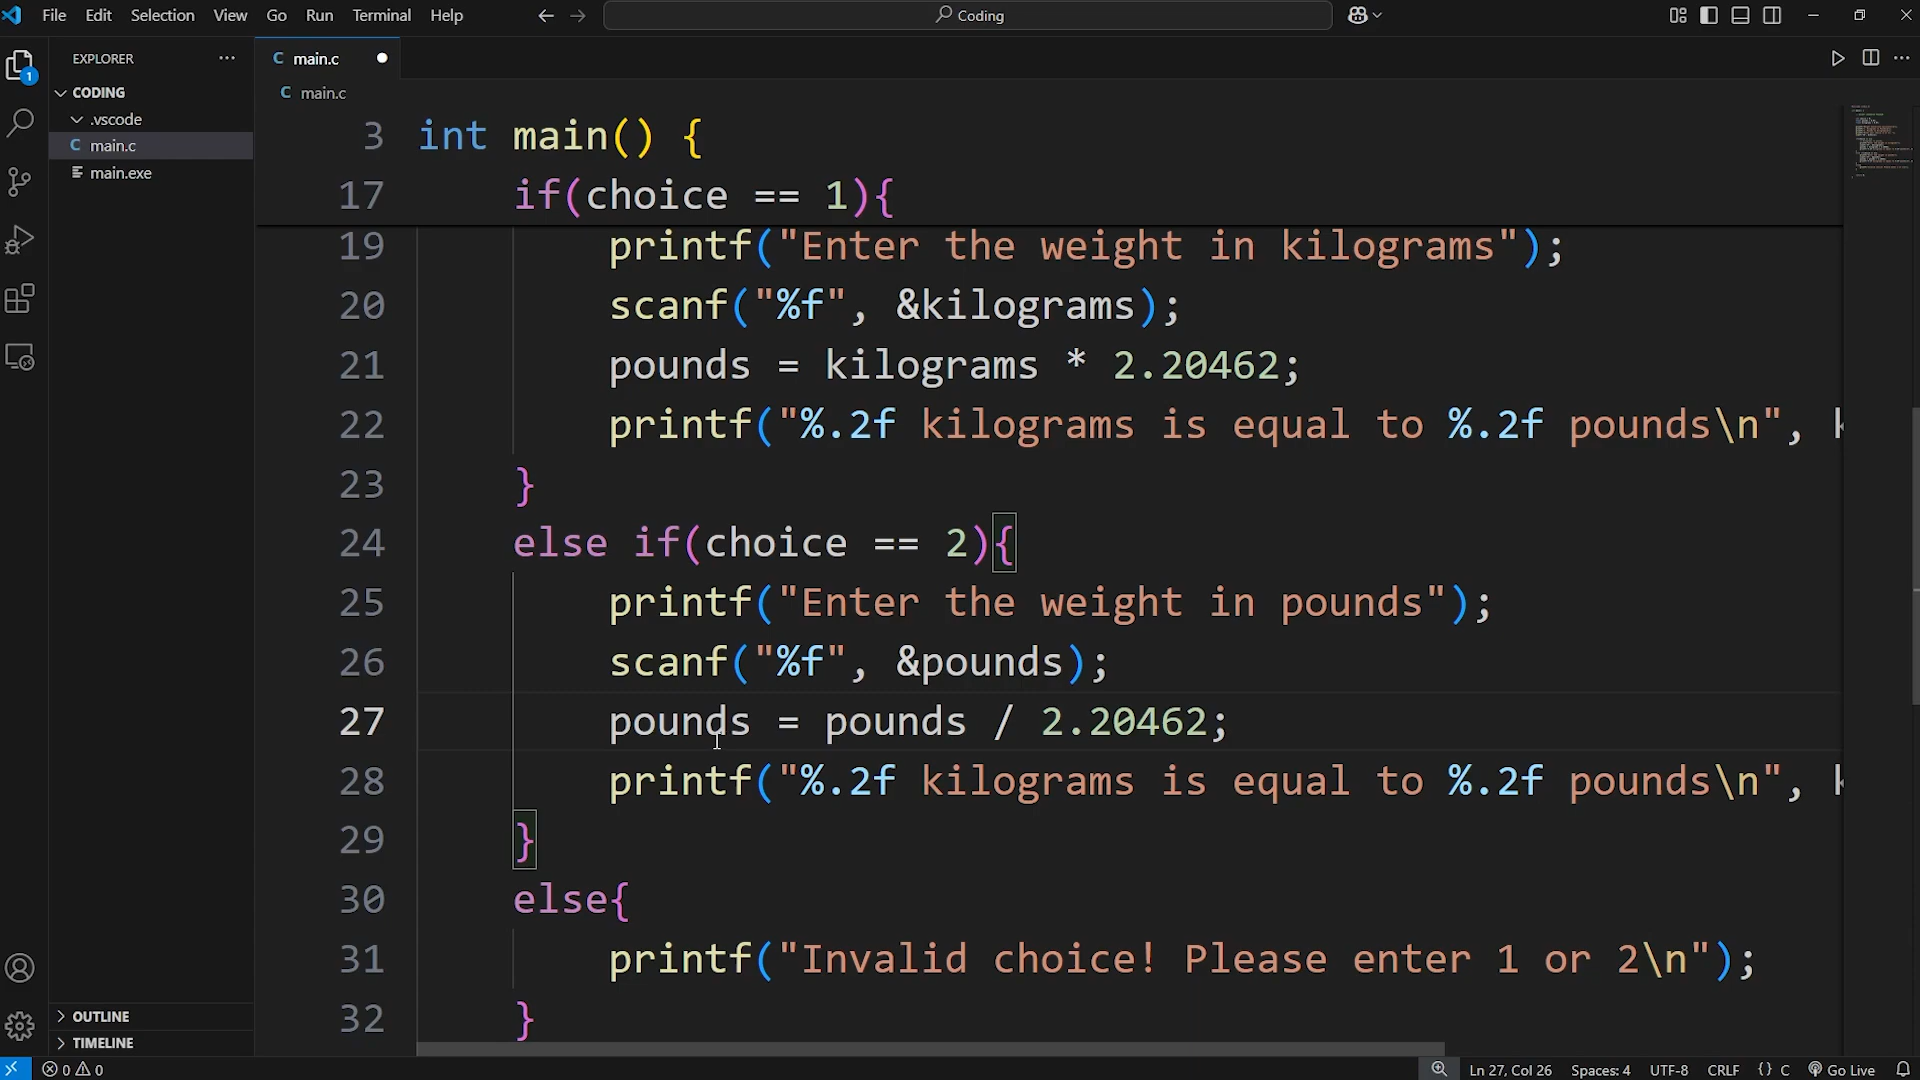 File Edit Selection View Go Run Terminal Help
Coding
EXPLORER
main.c
CODING
main.c
.vscode
main.c
main.exe
3 int main() {
17 if(choice == 1){
19 printf("Enter the weight in kilograms");
20 scanf("%f", &kilograms);
21 pounds = kilograms * 2.20462;
22 printf("%.2f kilograms is equal to %.2f pounds\n", k
23 }
24 else if(choice == 2){
25 printf("Enter the weight in pounds");
26 scanf("%f", &pounds);
27 pounds = pounds / 2.20462;
28 printf("%.2f kilograms is equal to %.2f pounds\n", k
29 }
30 else{
31 printf("Invalid choice! Please enter 1 or 2\n");
32 }
OUTLINE
TIMELINE
0 0 Ln 27, Col 26 Spaces: 4 UTF-8 CRLF {} C Go Live
1